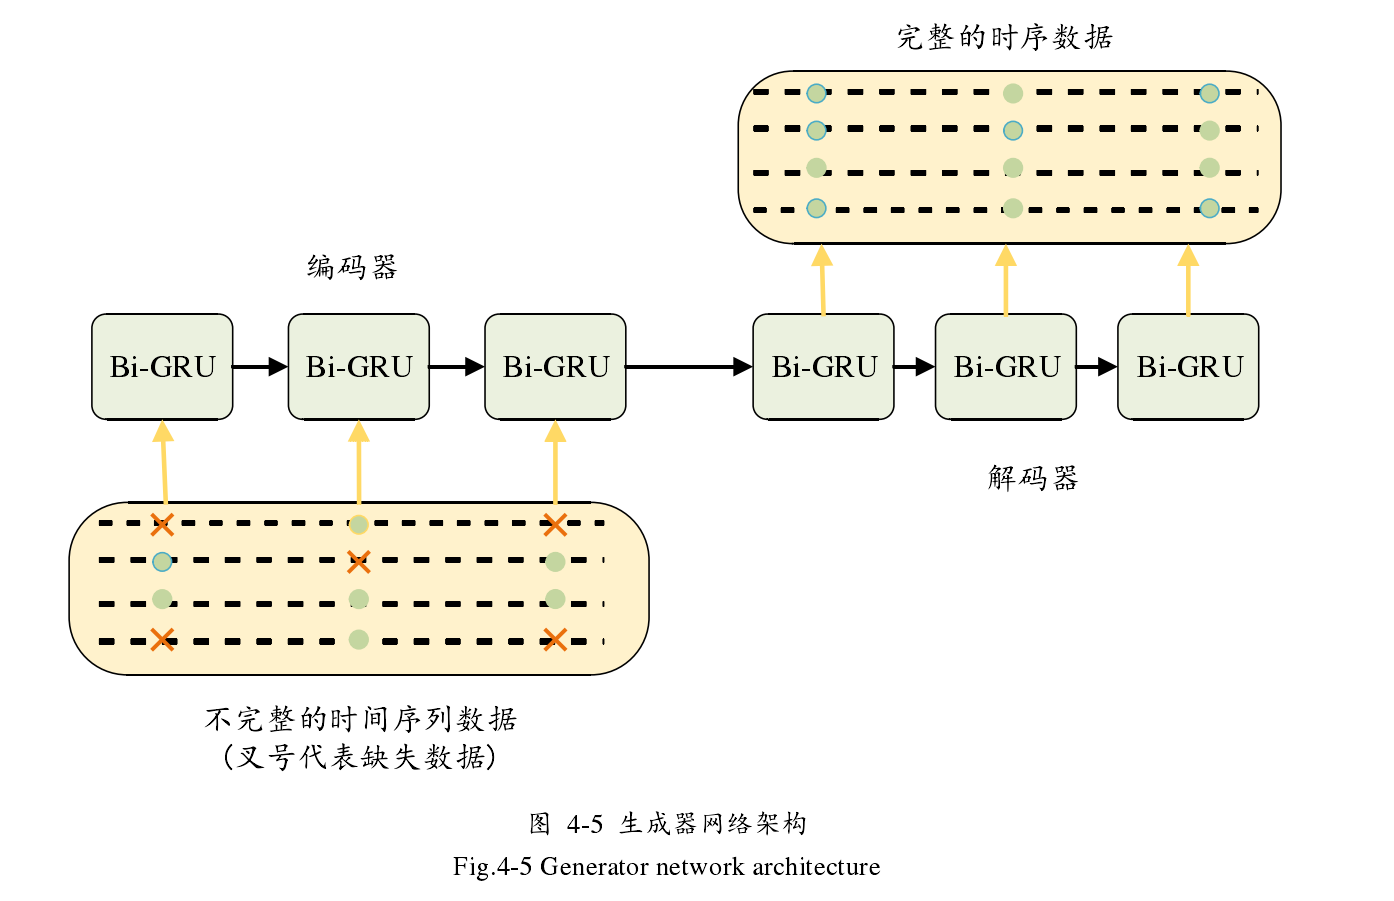 完整的时序数据
编码器
Bi-GRU
Bi-GRU
Bi-GRU
Bi-GRU
Bi-GRU
Bi-GRU
解码器
不完整的时间序列数据
(叉号代表缺失数据)
图 4-5 生成器网络架构
Fig.4-5 Generator network architecture